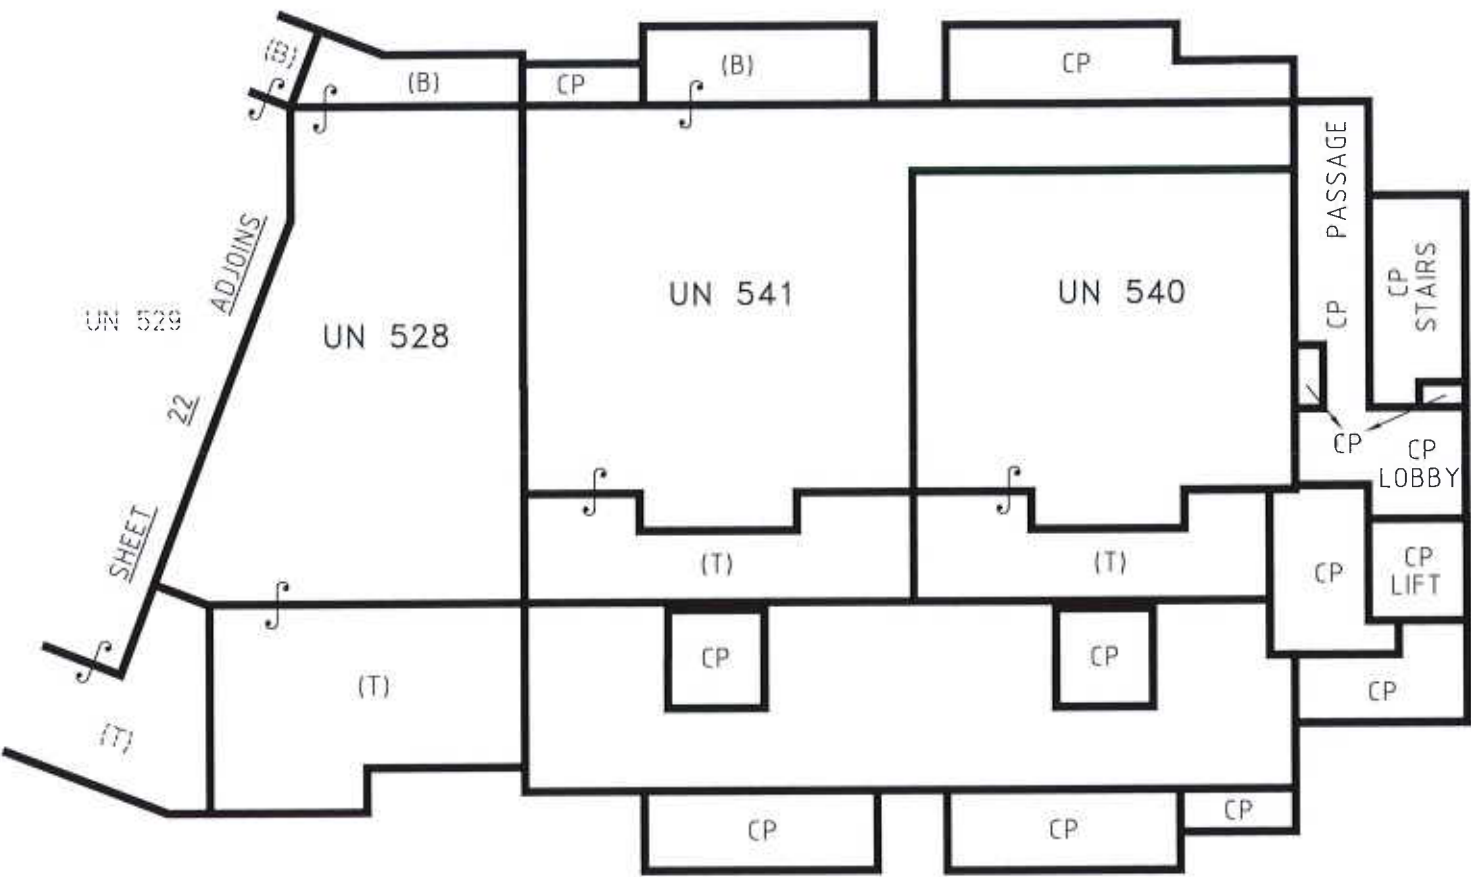 (B)
(B)
CP
(B)
CP
CP PASSAGE
CP
STAIRS
ADJOINS
UN 529
UN 528
UN 541
UN 540
22
CP
CP
LOBBY
SHEET
(T)
(T)
CP
CP
LIFT
CP
CP
(T)
CP
(T)
CP
CP
CP